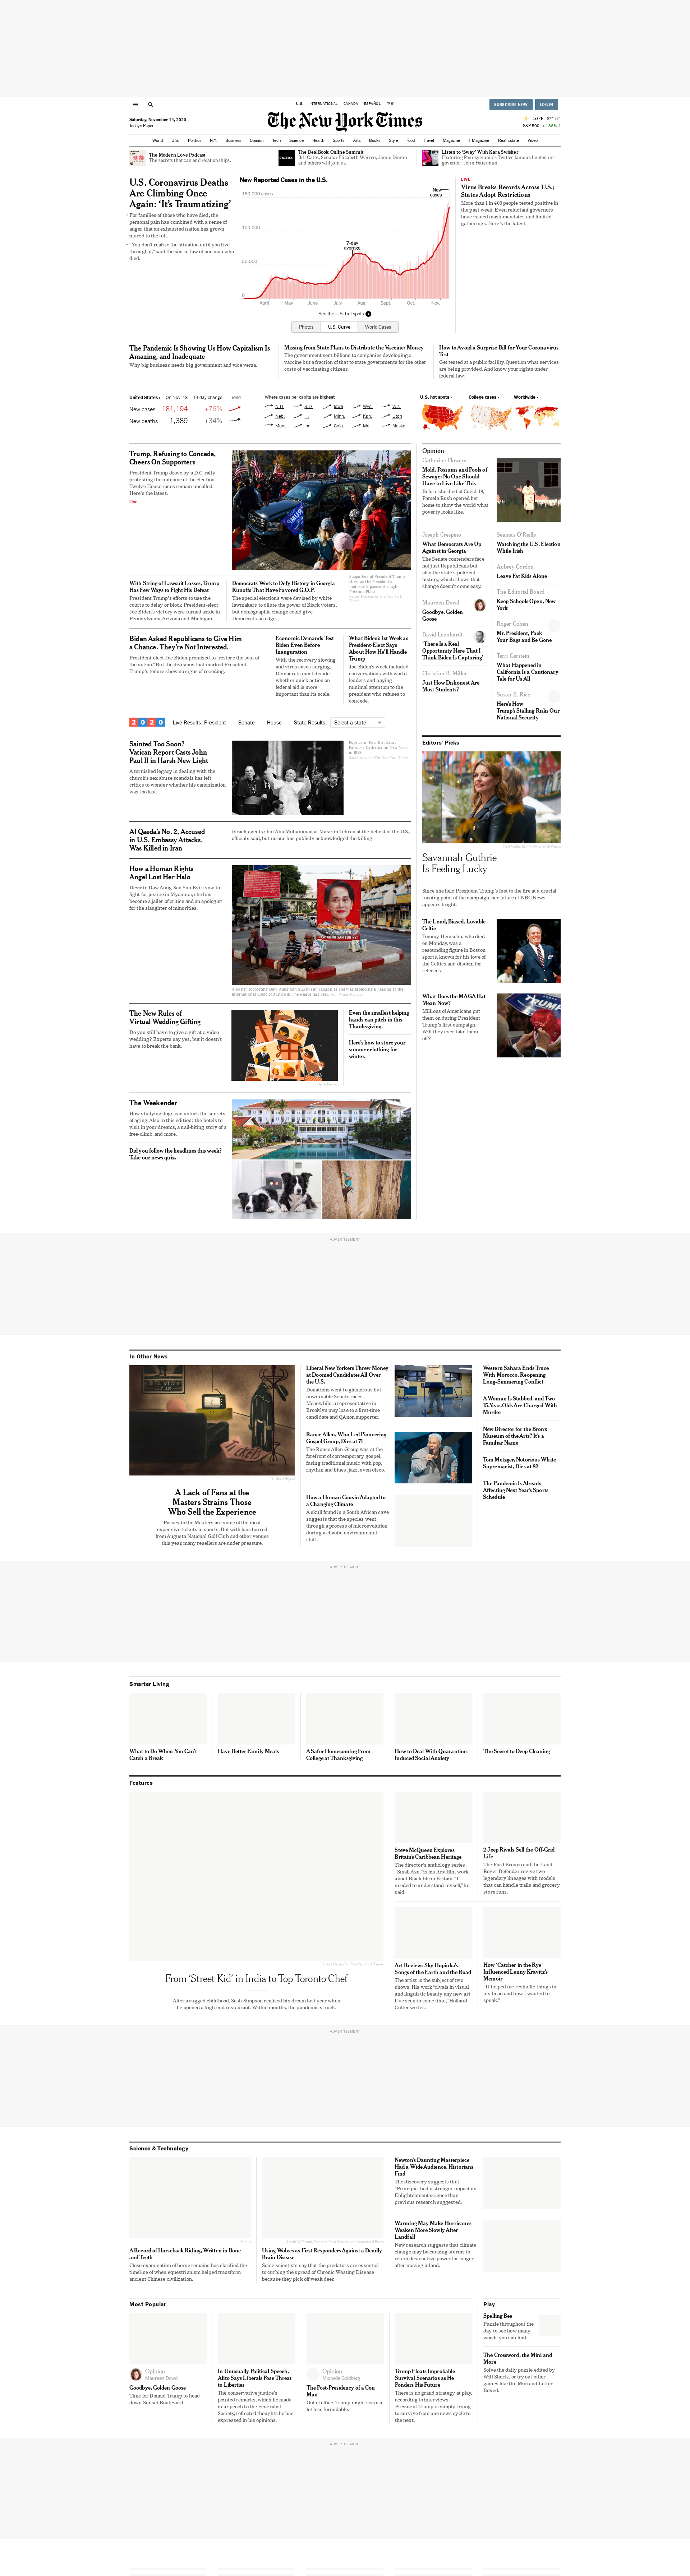 U.S.
INTERNATIONAL
CANADA
ESPAÑOL
中文
SUBSCRIBE NOW
LOG IN
Saturday, November 14, 2020
Today's Paper
The New York Times
57°F
S&P 500
World
U.S.
Politics
N.Y.
Business
Opinion
Tech
Science
Health
Sports
Arts
Books
Style
Food
Travel
Magazine
T Magazine
Real Estate
Video
The Modern Love Podcast
The secrets that can end relationships.
The DealBook Online Summit
Bill Gates, Senator Elizabeth Warren, Jamie Dimon
and others will join us.
Listen to 'Sway' With Kara Swisher
Featuring Pennsylvania's Twitter-famous lieutenant
governor, John Fetterman.
U.S. Coronavirus Deaths
Are Climbing Once
Again: 'It's Traumatizing'
For families of those who have died, the
personal pain has combined with a sense of
anger that an exhausted nation has grown
inured to the toll.
"You don't realize the situation until you live
through it," said the son-in-law of one man who
died.
New Reported Cases in the U.S.
150,000 cases
100,000
50,000
0
New
cases
7-day
average
April
May
June
July
Aug.
Sept.
Oct.
Nov.
See the U.S. hot spots
Photos
U.S. Curve
World Cases
LIVE
Virus Breaks Records Across U.S.;
States Adopt Restrictions
More than 1 in 400 people tested positive in
the past week. Even reluctant governors
have issued mask mandates and limited
gatherings. Here's the latest.
The Pandemic Is Showing Us How Capitalism Is
Amazing, and Inadequate
Why big business needs big government and vice versa.
Missing from State Plans to Distribute the Vaccine: Money
The government sent billions to companies developing a
vaccine but a fraction of that to state governments for the other
costs of vaccinating citizens.
How to Avoid a Surprise Bill for Your Coronavirus
Test
Get tested at a public facility. Question what services
are being provided. And know your rights under
federal law.
United States ›
On Nov. 13
14-day change
Trend
New cases
181,194
+76%
New deaths
1,389
+34%
Where cases per capita are highest
N.D.
S.D.
Iowa
Wyo.
Wis.
Neb.
Ill.
Minn.
Kan.
Utah
Mont.
Ind.
Colo.
Mo.
Alaska
U.S. hot spots ›
College cases ›
Worldwide ›
Trump, Refusing to Concede,
Cheers On Supporters
President Trump drove by a D.C. rally
protesting the outcome of the election.
Twelve House races remain uncalled.
Here's the latest.
Live
Supporters of President Trump
cheer as the President's
motorcade passes through
Freedom Plaza.
With String of Lawsuit Losses, Trump
Has Few Ways to Fight His Defeat
President Trump's efforts to use the
courts to delay or block President-elect
Joe Biden's victory were turned aside in
Pennsylvania, Arizona and Michigan.
Democrats Work to Defy History in Georgia
Runoffs That Have Favored G.O.P.
The special elections were devised by white
lawmakers to dilute the power of Black voters,
but demographic change could give
Democrats an edge.
Biden Asked Republicans to Give Him
a Chance. They're Not Interested.
President-elect Joe Biden promised to "restore the soul of
the nation." But the divisions that marked President
Trump's tenure show no signs of receding.
Economic Demands Test
Biden Even Before
Inauguration
With the recovery slowing
and virus cases surging,
Democrats must decide
whether quick action on
federal aid is more
important than its scale.
What Biden's 1st Week as
President-Elect Says
About How He'll Handle
Trump
Joe Biden's week included
conversations with world
leaders and paying
minimal attention to the
president who refuses to
concede.
2020
Live Results: President
Senate
House
State Results:
Select a state
Sainted Too Soon?
Vatican Report Casts John
Paul II in Harsh New Light
A tarnished legacy in dealing with the
church's sex abuse scandals has left
critics to wonder whether his canonization
was too fast.
Pope John Paul II at Saint
Patrick's Cathedral in New York
in 1979.
Al Qaeda's No. 2, Accused
in U.S. Embassy Attacks,
Was Killed in Iran
Israeli agents shot Abu Muhammad al-Masri in Tehran at the behest of the U.S.,
officials said, but no one has publicly acknowledged the killing.
How a Human Rights
Angel Lost Her Halo
Despite Daw Aung San Suu Kyi's vow to
fight for justice in Myanmar, she has
become a jailer of critics and an apologist
for the slaughter of minorities.
The New Rules of
Virtual Wedding Gifting
Do you still have to give a gift at a video
wedding? Experts say yes, but it doesn't
have to break the bank.
Even the smallest helping
hands can pitch in this
Thanksgiving.
Here's how to store your
summer clothing for
winter.
The Weekender
How studying dogs can unlock the secrets
of aging. Also in this edition: the hotels to
visit in your dreams, a nail-biting story of a
free-climb, and more.
Did you follow the headlines this week?
Take our news quiz.
Opinion
Catherine Flowers
Mold, Possums and Pools of
Sewage: No One Should
Have to Live Like This
Before she died of Covid-19,
Pamela Rush opened her
home to show the world what
poverty looks like.
Joseph Crespino
What Democrats Are Up
Against in Georgia
The Senate contenders face
not just Republicans but
also the state's political
history, which shows that
change doesn't come easy.
Maureen Dowd
Goodbye, Golden
Goose
David Leonhardt
'There Is a Real
Opportunity Here That I
Think Biden Is Capturing'
Christian B. Miller
Just How Dishonest Are
Most Students?
Séamas O'Reilly
Watching the U.S. Election
While Irish
Aubrey Gordon
Leave Fat Kids Alone
The Editorial Board
Keep Schools Open, New
York
Roger Cohen
Mr. President, Pack
Your Bags and Be Gone
Terri Gerstein
What Happened in
California Is a Cautionary
Tale for Us All
Susan E. Rice
Here's How
Trump's Stalling Risks Our
National Security
Editors' Picks
Savannah Guthrie
Is Feeling Lucky
Since she held President Trump's feet to the fire at a crucial
turning point of the campaign, her future at NBC News
appears bright.
The Loud, Biased, Lovable
Celtic
Tommy Heinsohn, who died
on Monday, was a
resounding figure in Boston
sports, known for his love of
the Celtics and disdain for
referees.
What Does the MAGA Hat
Mean Now?
Millions of Americans put
them on during President
Trump's first campaign.
Will they ever take them
off?
ADVERTISEMENT
In Other News
A Lack of Fans at the
Masters Strains Those
Who Sell the Experience
Passes to the Masters are some of the most
expensive tickets in sports. But with fans barred
from Augusta National Golf Club and other venues
this year, many resellers are under pressure.
Liberal New Yorkers Threw Money
at Doomed Candidates All Over
the U.S.
Donations went to glamorous but
unwinnable Senate races.
Meanwhile, a representative in
Brooklyn may lose to a first-time
candidate and QAnon supporter.
Rance Allen, Who Led Pioneering
Gospel Group, Dies at 71
The Rance Allen Group was at the
forefront of contemporary gospel,
fusing traditional music with pop,
rhythm and blues, jazz, even disco.
How a Human Cousin Adapted to
a Changing Climate
A skull found in a South African cave
suggests that the species went
through a process of microevolution
during a chaotic environmental
shift.
Western Sahara Ends Truce
With Morocco, Reopening
Long-Simmering Conflict
A Woman Is Stabbed, and Two
15-Year-Olds Are Charged With
Murder
New Director for the Bronx
Museum of the Arts? It's a
Familiar Name
Tom Metzger, Notorious White
Supremacist, Dies at 82
The Pandemic Is Already
Affecting Next Year's Sports
Schedule
ADVERTISEMENT
Smarter Living
What to Do When You Can't
Catch a Break
Have Better Family Meals
A Safer Homecoming From
College at Thanksgiving
How to Deal With Quarantine-
Induced Social Anxiety
The Secret to Deep Cleaning
Features
From 'Street Kid' in India to Top Toronto Chef
After a rugged childhood, Sash Simpson realized his dream last year when
he opened a high-end restaurant. Within months, the pandemic struck.
Steve McQueen Explores
Britain's Caribbean Heritage
The director's anthology series,
"Small Axe," is his first film work
about Black life in Britain. "I
needed to understand myself," he
said.
2 Jeep Rivals Sell the Off-Grid
Life
The Ford Bronco and the Land
Rover Defender revive two
legendary lineages with models
that can handle trails and grocery
store runs.
Art Review: Sky Hopinka's
Songs of the Earth and the Road
The artist is the subject of two
shows. His work "rivals in visual
and linguistic beauty any new art
I've seen in some time," Holland
Cotter writes.
How 'Catcher in the Rye'
Influenced Lenny Kravitz's
Memoir
"It helped me reshuffle things in
my head and how I wanted to
speak."
ADVERTISEMENT
Science & Technology
A Record of Horseback Riding, Written in Bone
and Teeth
Close examination of horse remains has clarified the
timeline of when equestrianism helped transform
ancient Chinese civilization.
Using Wolves as First Responders Against a Deadly
Brain Disease
Some scientists say that the predators are essential
to curbing the spread of Chronic Wasting Disease
because they pick off weak deer.
Newton's Daunting Masterpiece
Had a Wide Audience, Historians
Find
The discovery suggests that
"Principia" had a stronger impact on
Enlightenment science than
previous research suggested.
Warming May Make Hurricanes
Weaken More Slowly After
Landfall
New research suggests that climate
change may be causing storms to
retain destructive power for longer
after moving inland.
Most Popular
Opinion
Maureen Dowd
Goodbye, Golden Goose
Time for Donald Trump to head
down Sunset Boulevard.
In Unusually Political Speech,
Alito Says Liberals Pose Threat
to Liberties
The conservative justice's
pointed remarks, which he made
in a speech to the Federalist
Society, reflected thoughts he has
expressed in his opinions.
Opinion
Michelle Goldberg
The Post-Presidency of a Con
Man
Out of office, Trump might seem a
lot less formidable.
Trump Floats Improbable
Survival Scenarios as He
Ponders His Future
There is no grand strategy at play,
according to interviews.
President Trump is simply trying
to survive from one news cycle to
the next.
Play
Spelling Bee
Puzzle throughout the
day to see how many
words you can find.
The Crossword, the Mini and
More
Solve the daily puzzle edited by
Will Shortz, or try out other
games like the Mini and Letter
Boxed.
ADVERTISEMENT